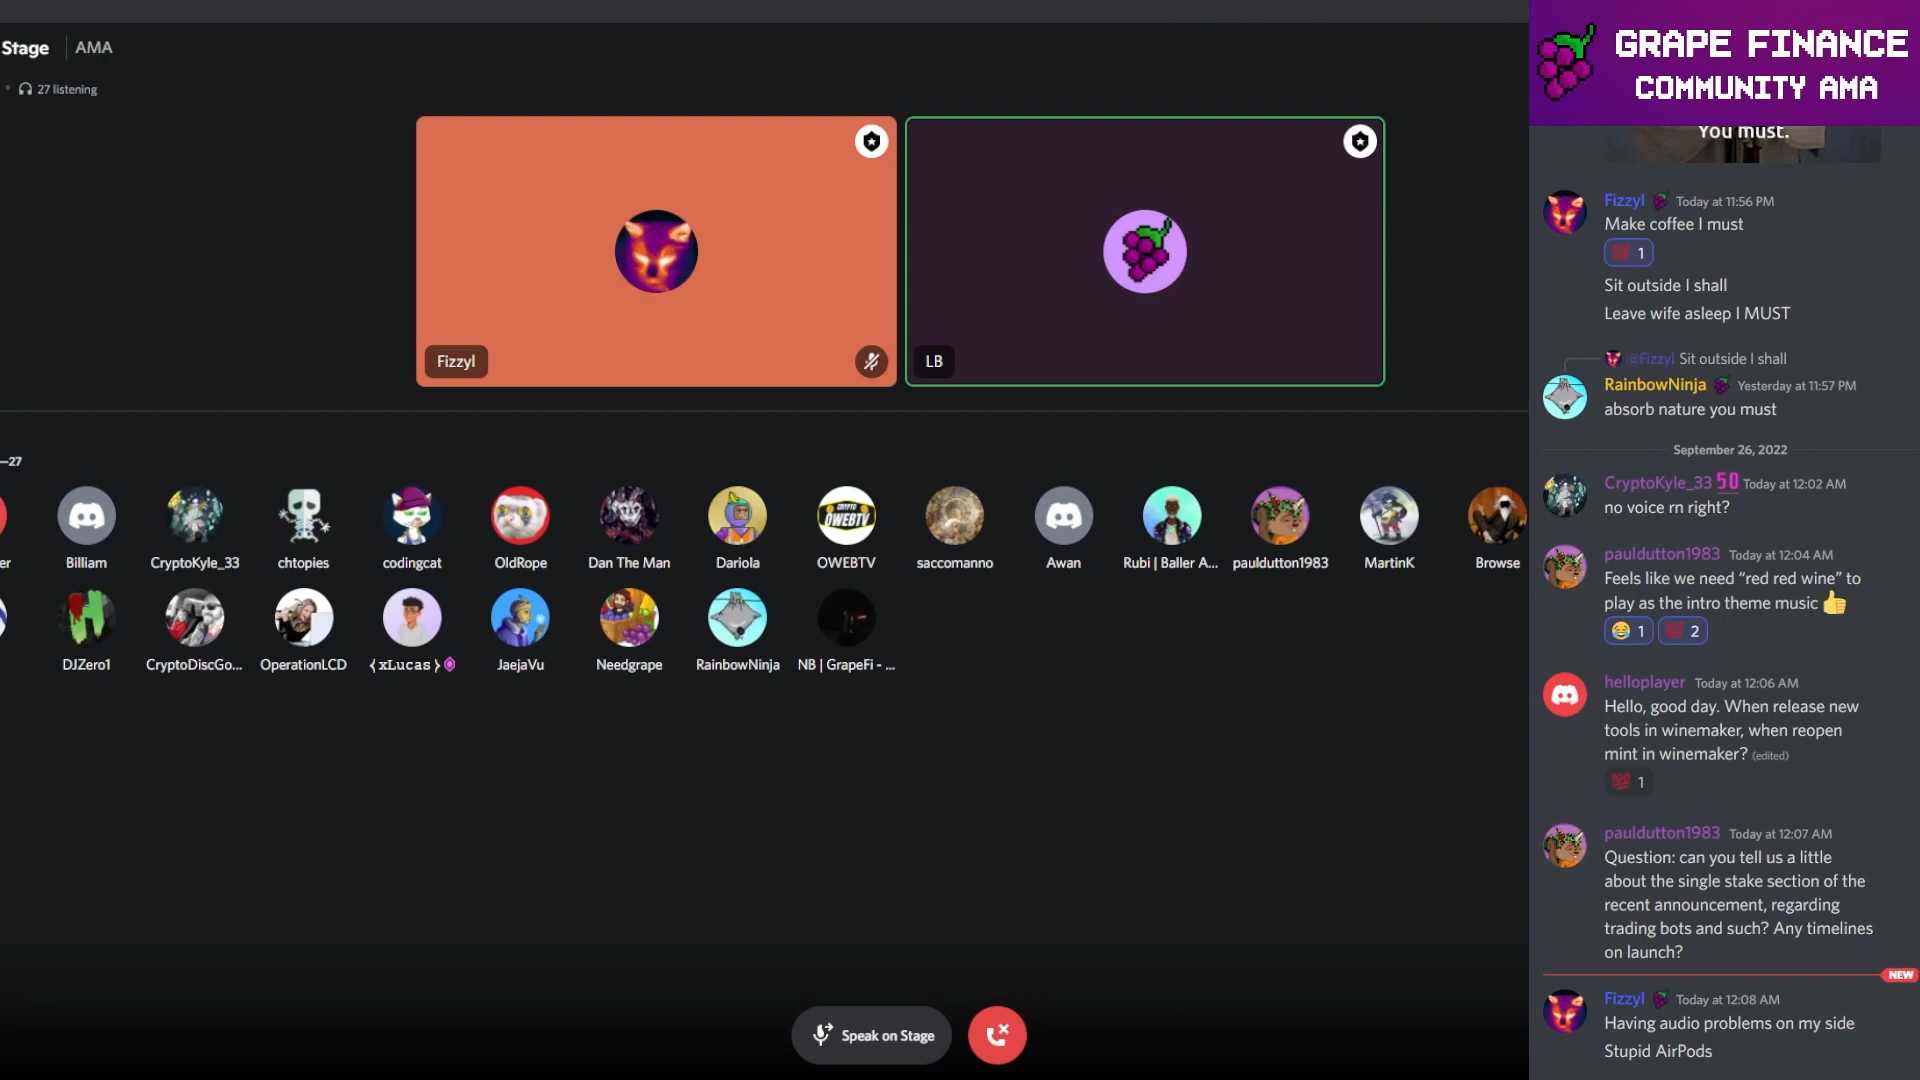 Stage
AMA
27 listening
GRAPE FINANCE
COMMUNITY AMA
Fizzyl
LB
—27
er
Billiam
CryptoKyle_33
chtopies
codingcat
OldRope
Dan The Man
Dariola
CRYPTO
OWEBTV
OWEBTV
saccomanno
Awan
Rubi | Baller A...
pauldutton1983
MartinK
Browse
DJZero1
CryptoDiscGo...
OperationLCD
{xLucas}
JaejaVu
Needgrape
RainbowNinja
NB | GrapeFi - ...
Speak on Stage
You must.
Fizzyl Today at 11:56 PM
Make coffee I must
1
Sit outside I shall
Leave wife asleep I MUST
@Fizzyl Sit outside I shall
RainbowNinja Yesterday at 11:57 PM
absorb nature you must
September 26, 2022
CryptoKyle_33 50 Today at 12:02 AM
no voice rn right?
pauldutton1983 Today at 12:04 AM
Feels like we need “red red wine” to
play as the intro theme music
1 2
helloplayer Today at 12:06 AM
Hello, good day. When release new
tools in winemaker, when reopen
mint in winemaker? (edited)
1
pauldutton1983 Today at 12:07 AM
Question: can you tell us a little
about the single stake section of the
recent announcement, regarding
trading bots and such? Any timelines
on launch?
NEW
Fizzyl Today at 12:08 AM
Having audio problems on my side
Stupid AirPods